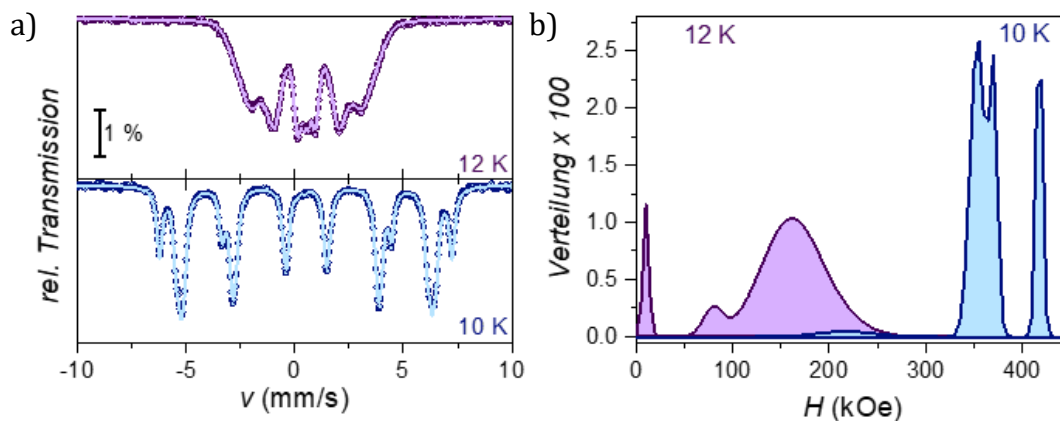 a)
rel. Transmission
1 %
12 K
10 K
-10 -5 0 5 10
v (mm/s)
b)
Verteilung x 100
2.5
2.0
1.5
1.0
0.5
0.0
12 K
10 K
0 100 200 300 400
H (kOe)